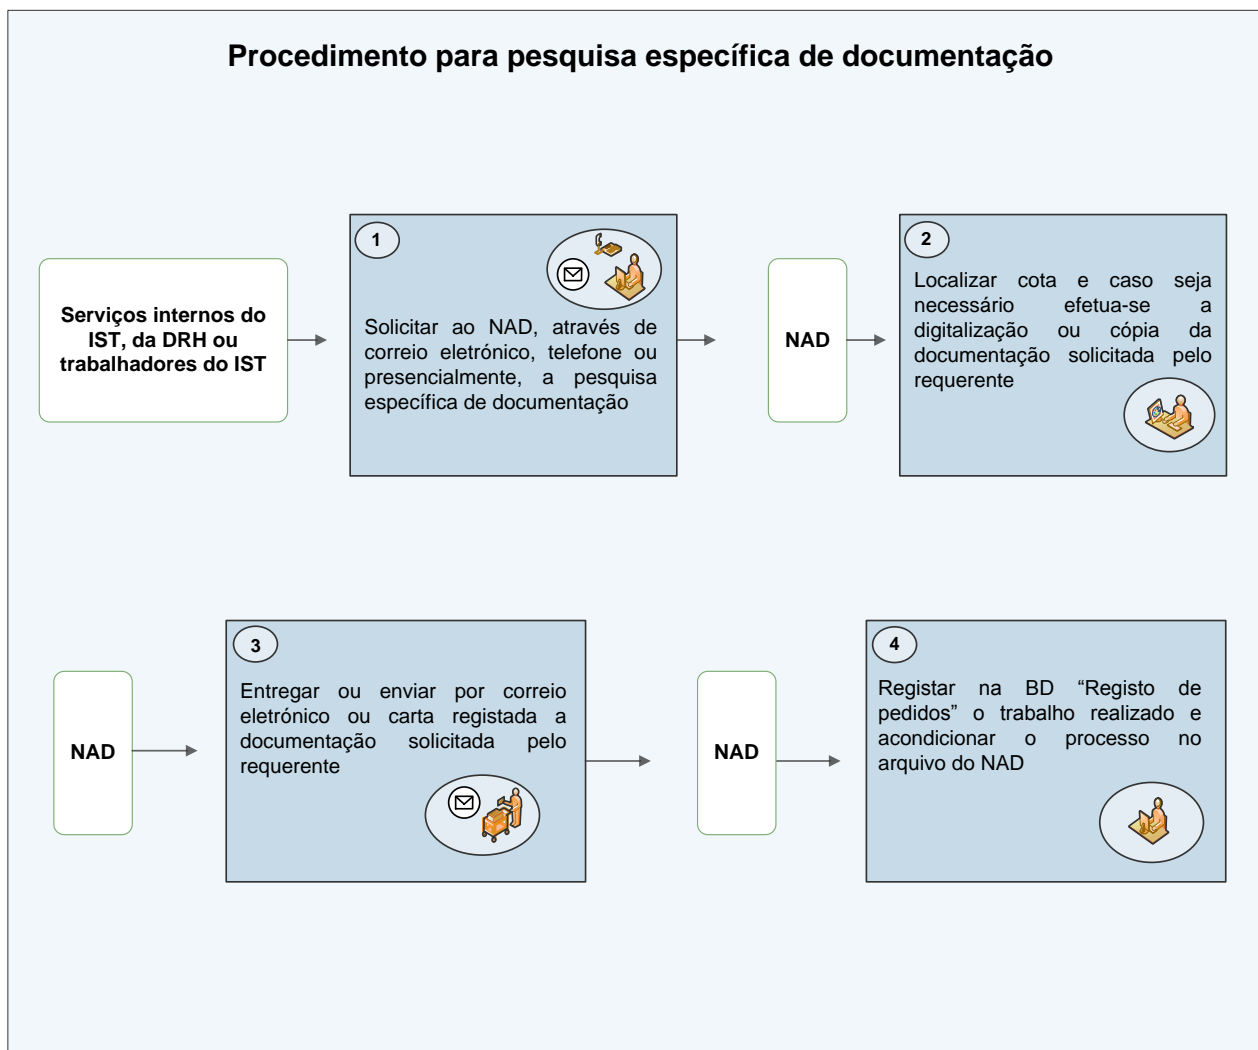 Procedimento para pesquisa específica de documentação
Serviços internos do
IST, da DRH ou
trabalhadores do IST
1
Solicitar ao NAD, através de
correio eletrónico, telefone ou
presencialmente, a pesquisa
específica de documentação
NAD
2
Localizar cota e caso seja
necessário efetua-se a
digitalização ou cópia da
documentação solicitada pelo
requerente
NAD
3
Entregar ou enviar por correio
eletrónico ou carta registada a
documentação solicitada pelo
requerente
NAD
4
Registar na BD “Registo de
pedidos” o trabalho realizado e
acondicionar o processo no
arquivo do NAD